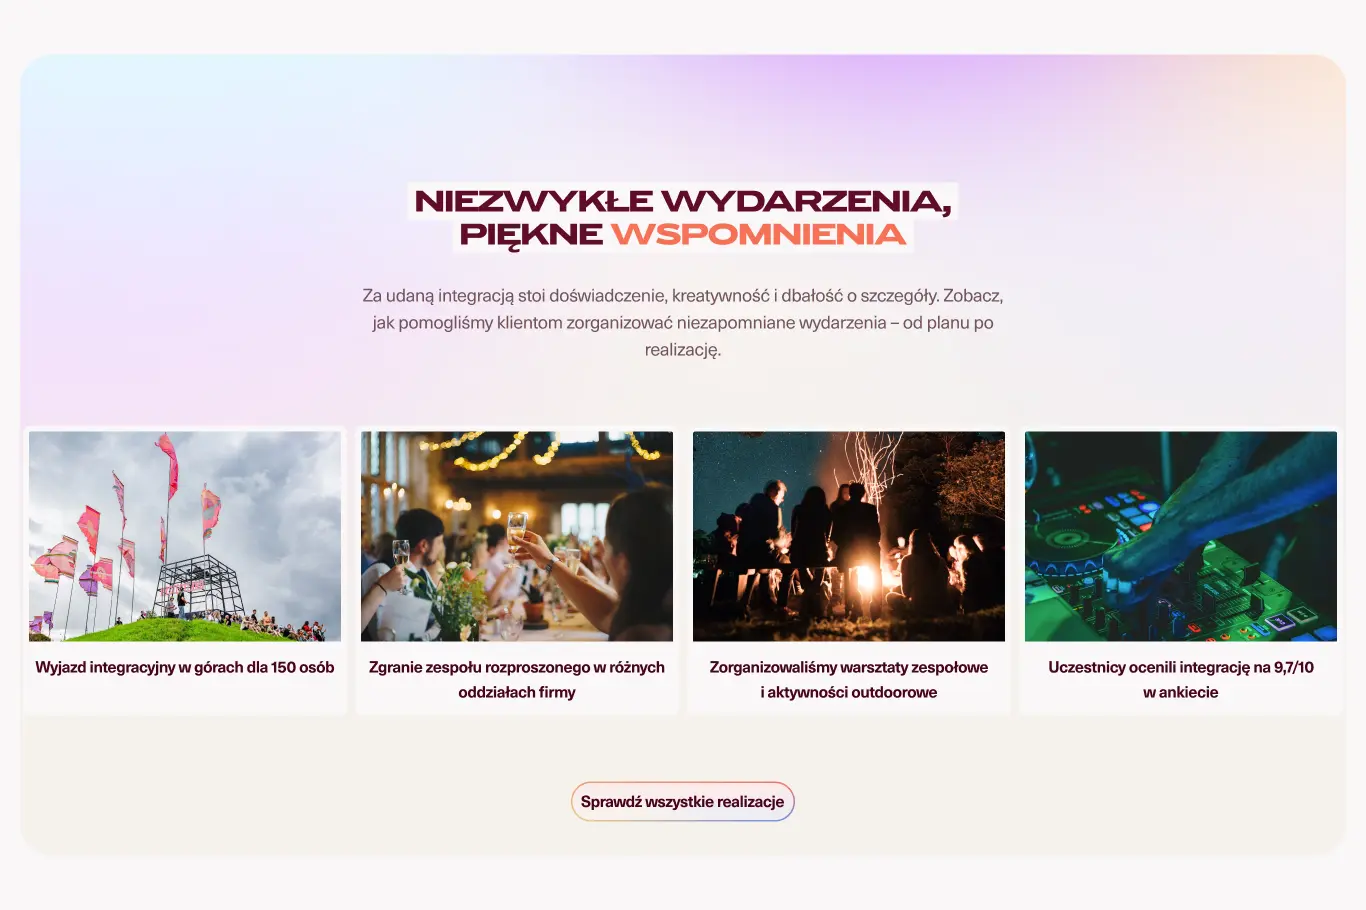 NIEZWYKŁE WYDARZENIA,
PIĘKNE WSPOMNIENIA
Za udaną integracją stoi doświadczenie, kreatywność i dbałość o szczegóły. Zobacz,
jak pomogliśmy klientom zorganizować niezapomniane wydarzenia – od planu po
realizację.
Wyjazd integracyjny w górach dla 150 osób
Zgranie zespołu rozproszonego w różnych
oddziałach firmy
Zorganizowaliśmy warsztaty zespołowe
i aktywności outdoorowe
Uczestnicy ocenili integrację na 9,7/10
w ankiecie
Sprawdź wszystkie realizacje